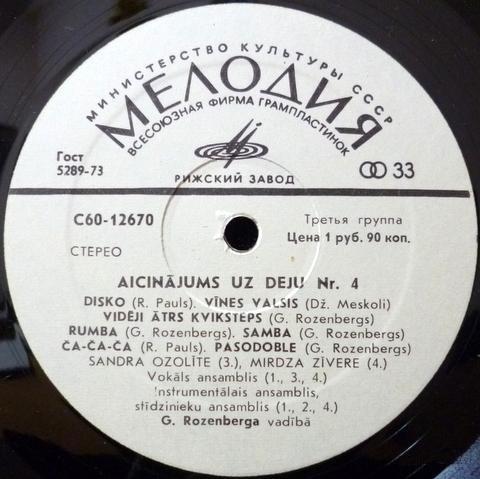 МИНИСТЕРСТВО КУЛЬТУРЫ СССР
МЕЛОДИЯ
ВСЕСОЮЗНАЯ ФИРМА ГРАМПЛАСТИНОК
Гост
5289-73
РИЖСКИЙ ЗАВОД
33
С60-12670
Третья группа
Цена 1 руб. 90 коп.
СТЕРЕО
AICINĀJUMS UZ DEJU Nr. 4
DISKO (R. Pauls). VĪNES VALSIS (Dž. Meskoli)
VIDĒJI ĀTRS KVIKSTEPS (G. Rozenbergs)
RUMBA (G. Rozenbergs). SAMBA (G. Rozenbergs)
ČA-ČA-ČA (R. Pauls). PASODOBLE (G. Rozenbergs)
SANDRA OZOLĪTE (3.), MIRDZA ZĪVERE (4.)
Vokāls ansamblis (1., 3., 4.)
Instrumentālais ansamblis,
stīdzinieku ansamblis (1., 2., 4.)
G. Rozenberga vadībā